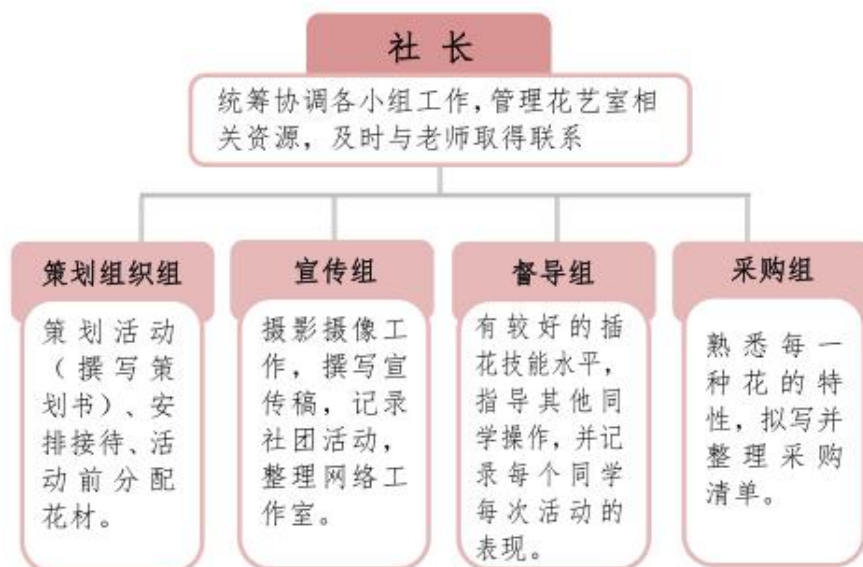 社 长
统筹协调各小组工作，管理花艺室相
关资源，及时与老师取得联系
策划组织组
策划活动
（撰写策
划书）、安
排接待、活
动前分配
花材。
宣传组
摄影摄像工
作，撰写宣
传稿，记录
社团活动，
整理网络工
作室。
督导组
有较好的插
花技能水平，
指导其他同
学操作，并记
录每个同学
每次活动的
表现。
采购组
熟悉每一
种花的特
性，拟写并
整理采购
清单。